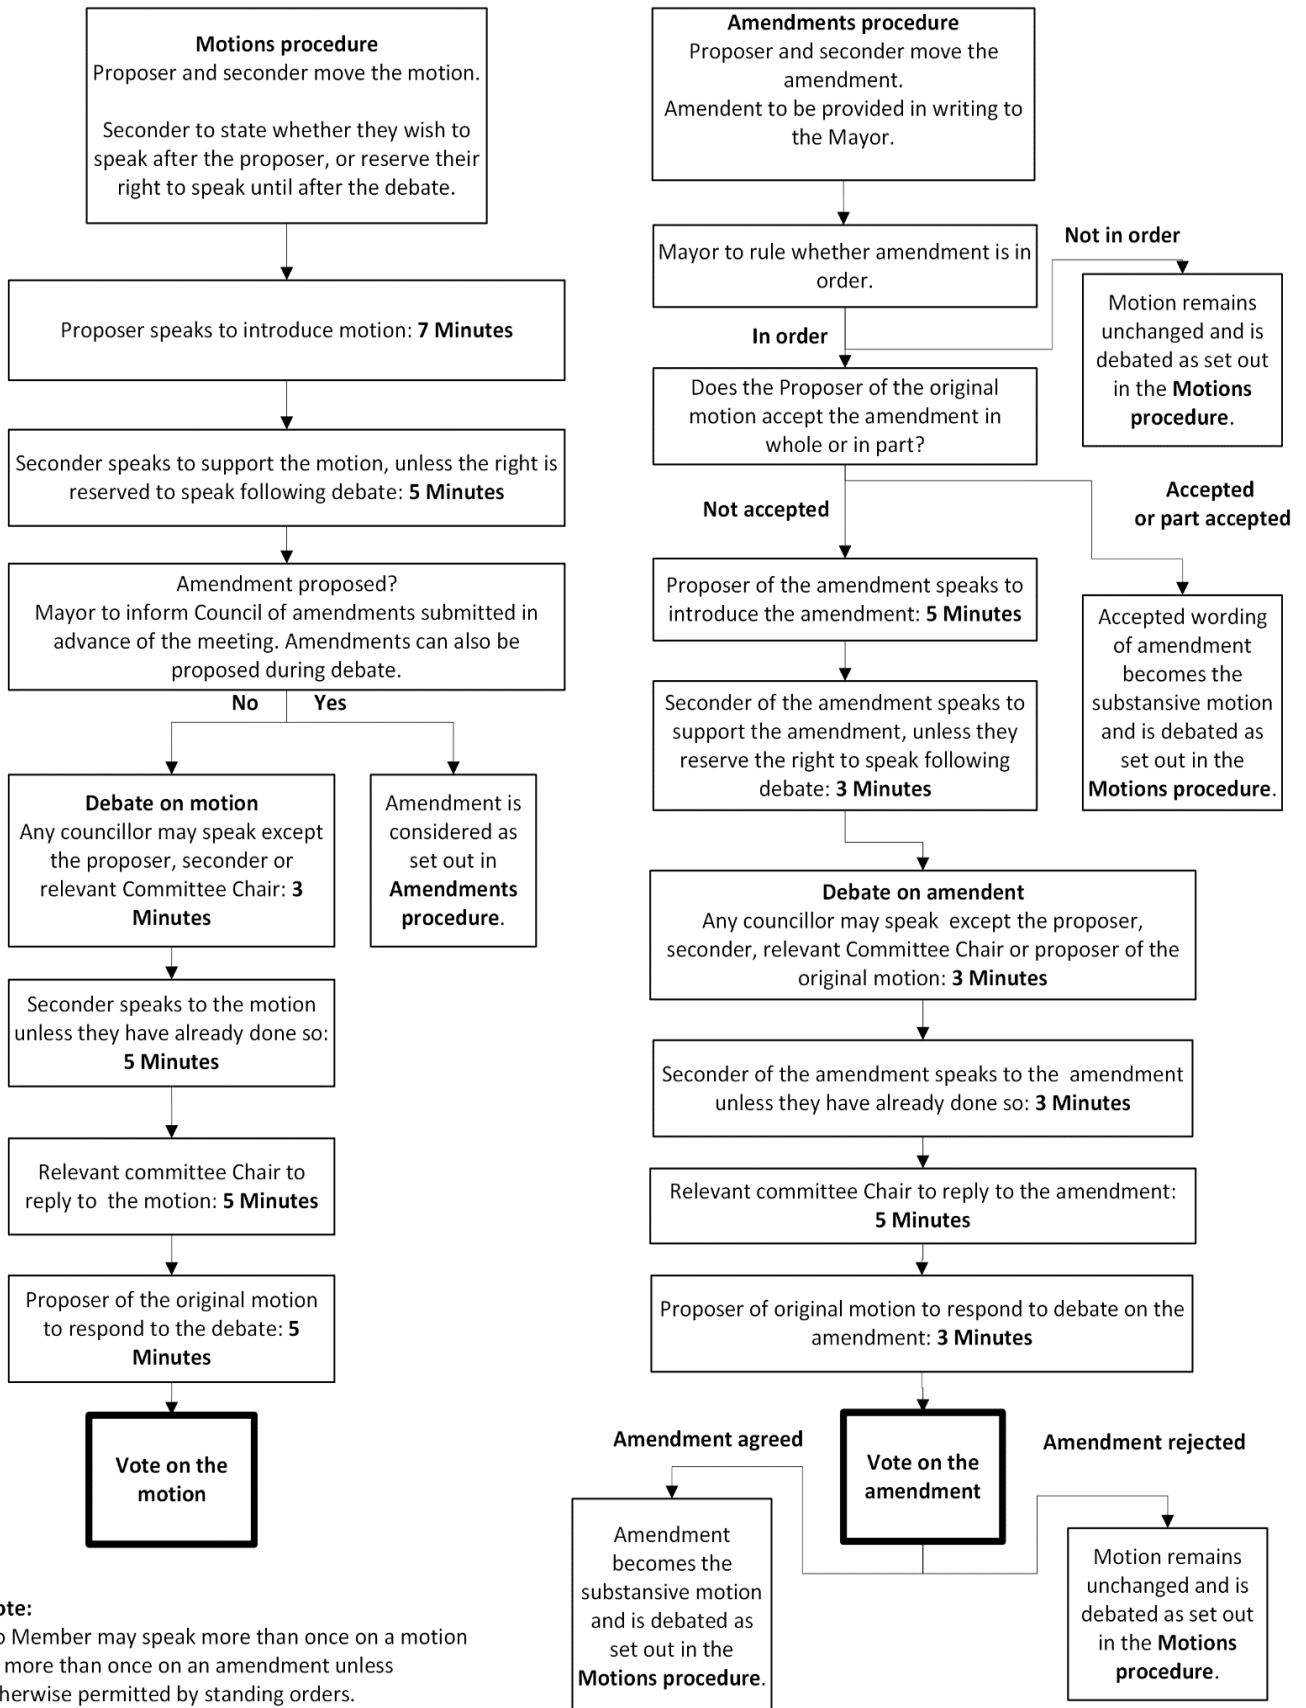 Motions procedure
Proposer and seconder move the motion.
Seconder to state whether they wish to
speak after the proposer, or reserve their
right to speak until after the debate.
Proposer speaks to introduce motion: 7 Minutes
Seconder speaks to support the motion, unless the right is
reserved to speak following debate: 5 Minutes
Amendment proposed?
Mayor to inform Council of amendments submitted in
advance of the meeting. Amendments can also be
proposed during debate.
No
Yes
Debate on motion
Any councillor may speak except
the proposer, seconder or
relevant Committee Chair: 3
Minutes
Amendment is
considered as
set out in
Amendments
procedure.
Seconder speaks to the motion
unless they have already done so:
5 Minutes
Relevant committee Chair to
reply to the motion: 5 Minutes
Proposer of the original motion
to respond to the debate: 5
Minutes
Vote on the
motion
ote:
o Member may speak more than once on a motion
more than once on an amendment unless
herwise permitted by standing orders.
Amendments procedure
Proposer and seconder move the
amendment.
Amendent to be provided in writing to
the Mayor.
Mayor to rule whether amendment is in
order.
Not in order
Motion remains
unchanged and is
debated as set out
in the Motions
procedure.
In order
Does the Proposer of the original
motion accept the amendment in
whole or in part?
Not accepted
Accepted
or part accepted
Accepted wording
of amendment
becomes the
substansive motion
and is debated as
set out in the
Motions procedure.
Proposer of the amendment speaks to
introduce the amendment: 5 Minutes
Seconder of the amendment speaks to
support the amendment, unless they
reserve the right to speak following
debate: 3 Minutes
Debate on amendent
Any councillor may speak except the proposer,
seconder, relevant Committee Chair or proposer of the
original motion: 3 Minutes
Seconder of the amendment speaks to the amendment
unless they have already done so: 3 Minutes
Relevant committee Chair to reply to the amendment:
5 Minutes
Proposer of original motion to respond to debate on the
amendment: 3 Minutes
Vote on the
amendment
Amendment agreed
Amendment
becomes the
substansive motion
and is debated as
set out in the
Motions procedure.
Amendment rejected
Motion remains
unchanged and is
debated as set out
in the Motions
procedure.